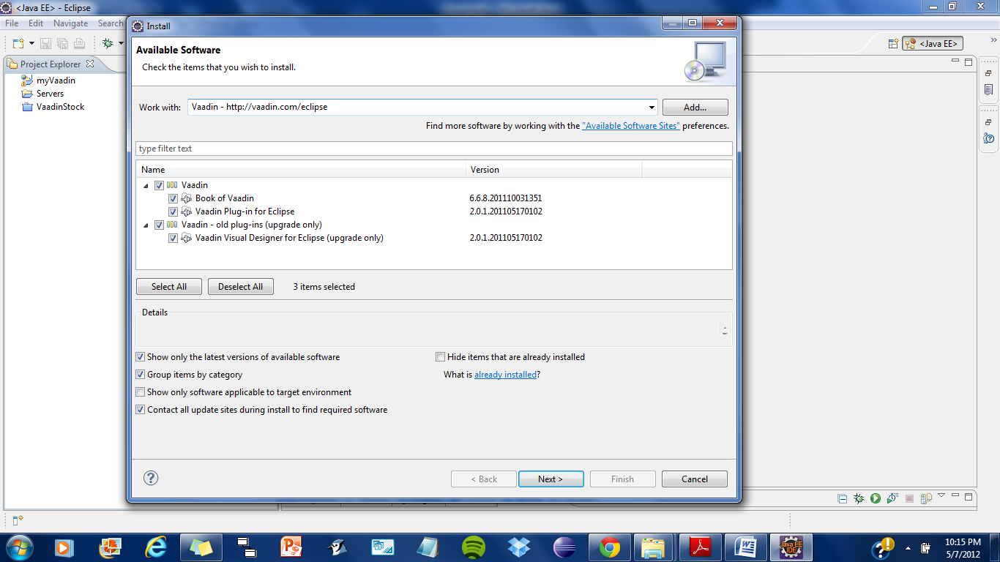 <Java EE> - Eclipse
File Edit Navigate Search
Install
Available Software
Check the items that you wish to install.
<Java EE>
Project Explorer
myVaadin
Servers
VaadinStock
Work with: Vaadin - http://vaadin.com/eclipse Add...
Find more software by working with the "Available Software Sites" preferences.
type filter text
Name Version
Vaadin
Book of Vaadin 6.6.8.201110031351
Vaadin Plug-in for Eclipse 2.0.1.201105170102
Vaadin - old plug-ins (upgrade only)
Vaadin Visual Designer for Eclipse (upgrade only) 2.0.1.201105170102
Select All Deselect All 3 items selected
Details
Show only the latest versions of available software Hide items that are already installed
Group items by category What is already installed?
Show only software applicable to target environment
Contact all update sites during install to find required software
< Back Next > Finish Cancel
Java EE
IDE
10:15 PM
5/7/2012